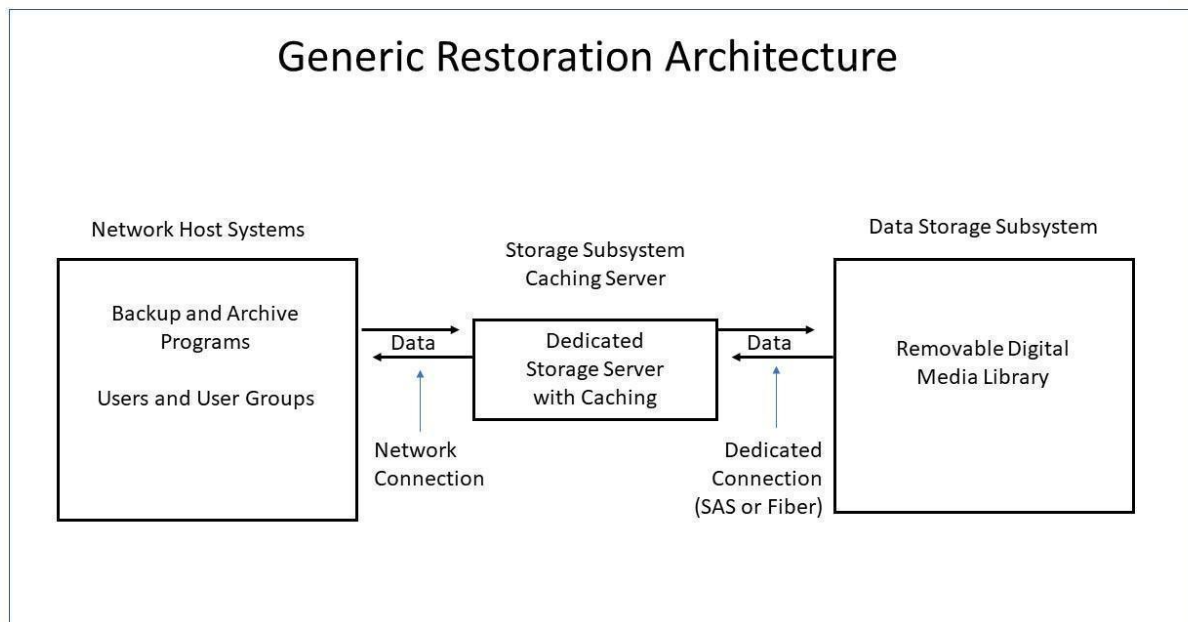 Generic Restoration Architecture
Network Host Systems
Backup and Archive
Programs
Users and User Groups
Data
Network
Connection
Storage Subsystem
Caching Server
Dedicated
Storage Server
with Caching
Data
Dedicated
Connection
(SAS or Fiber)
Data Storage Subsystem
Removable Digital
Media Library